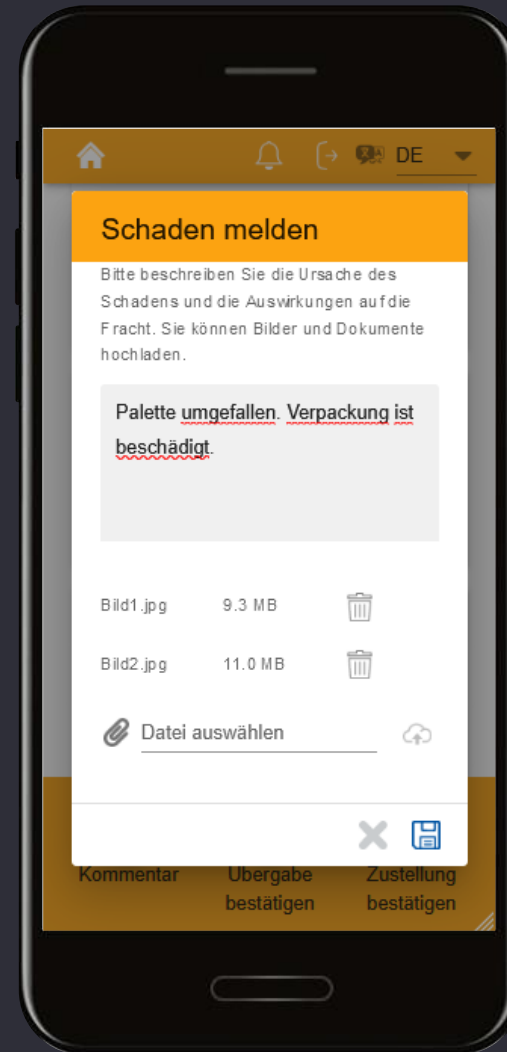 DE
Schaden melden
Bitte beschreiben Sie die Ursache des
Schadens und die Auswirkungen auf die
Fracht. Sie können Bilder und Dokumente
hochladen.
Palette umgefallen. Verpackung ist
beschädigt.
Bild1.jpg 9.3 MB
Bild2.jpg 11.0 MB
Datei auswählen
Kommentar Übergabe Zustellung
bestätigen bestätigen